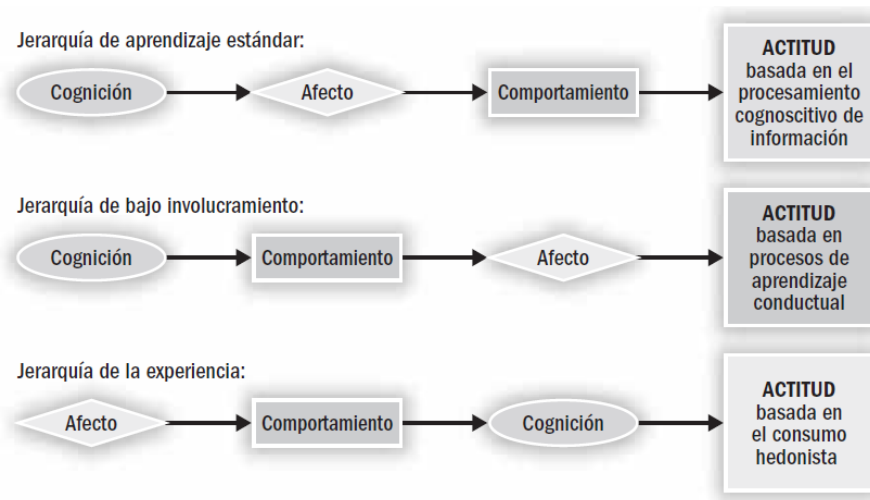 Jerarquía de aprendizaje estándar:
Cognición
Afecto
Comportamiento
ACTITUD
basada en el
procesamiento
cognoscitivo de
información
Jerarquía de bajo involucramiento:
Cognición
Comportamiento
Afecto
ACTITUD
basada en
procesos de
aprendizaje
conductual
Jerarquía de la experiencia:
Afecto
Comportamiento
Cognición
ACTITUD
basada en
el consumo
hedonista